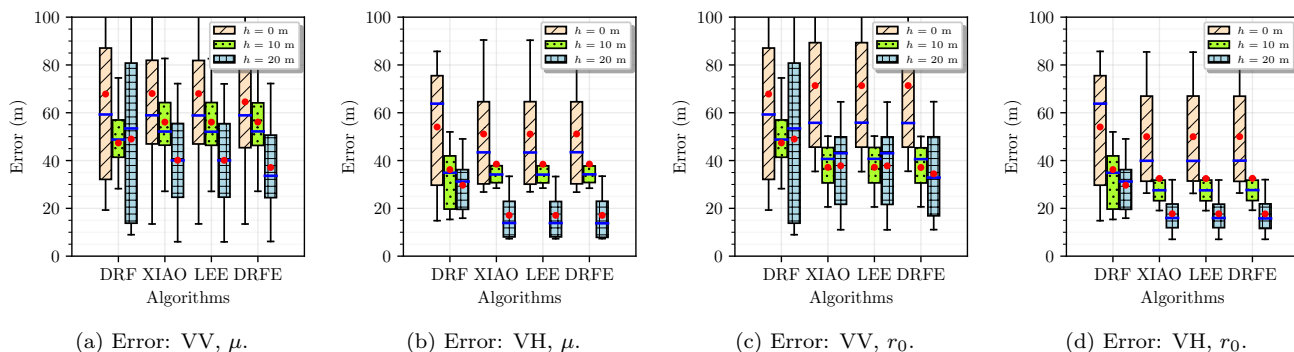 Error (m)
100
80
60
40
20
0
h = 0 m
h = 10 m
h = 20 m
DRF XIAO LEE DRFE
Algorithms
(a) Error: VV, μ.
Error (m)
100
80
60
40
20
0
h = 0 m
h = 10 m
h = 20 m
DRF XIAO LEE DRFE
Algorithms
(b) Error: VH, μ.
Error (m)
100
80
60
40
20
0
h = 0 m
h = 10 m
h = 20 m
DRF XIAO LEE DRFE
Algorithms
(c) Error: VV, r₀.
Error (m)
100
80
60
40
20
0
h = 0 m
h = 10 m
h = 20 m
DRF XIAO LEE DRFE
Algorithms
(d) Error: VH, r₀.